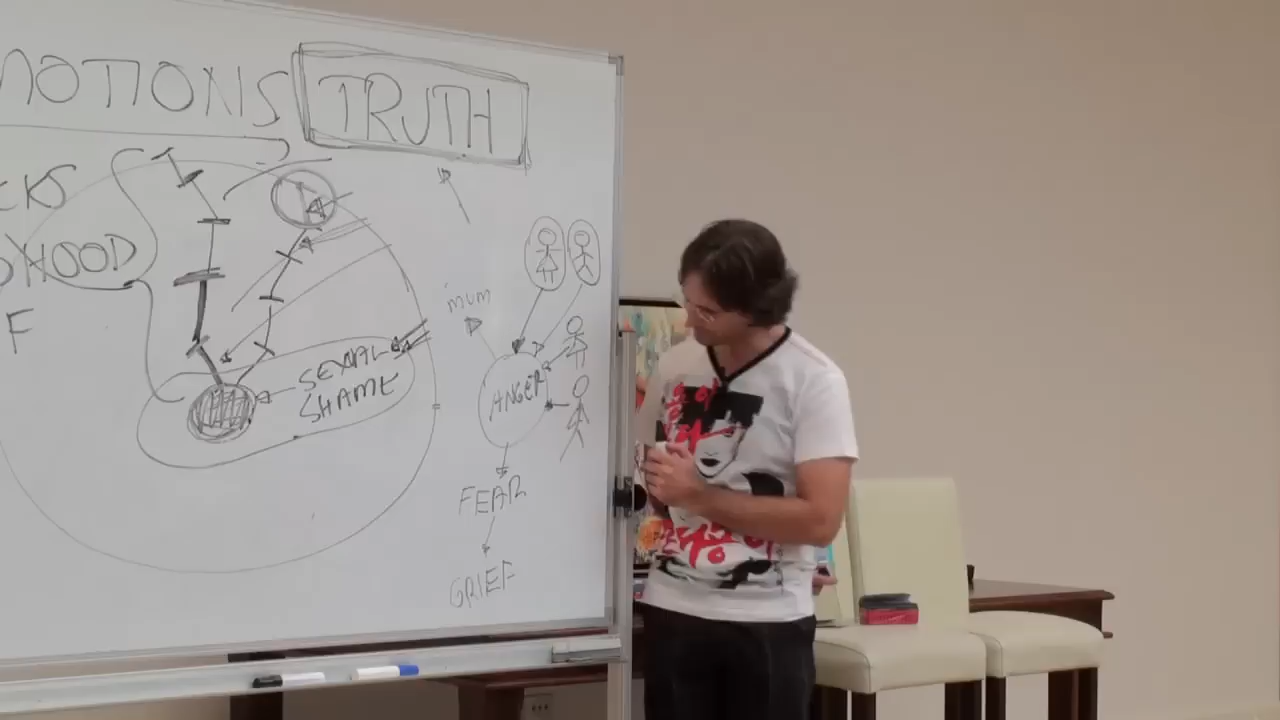 MOTIONS TRUTH
CKS
DHOOD
F
MUM
SEXUAL
SHAME
ANGER
FEAR
GRIEF